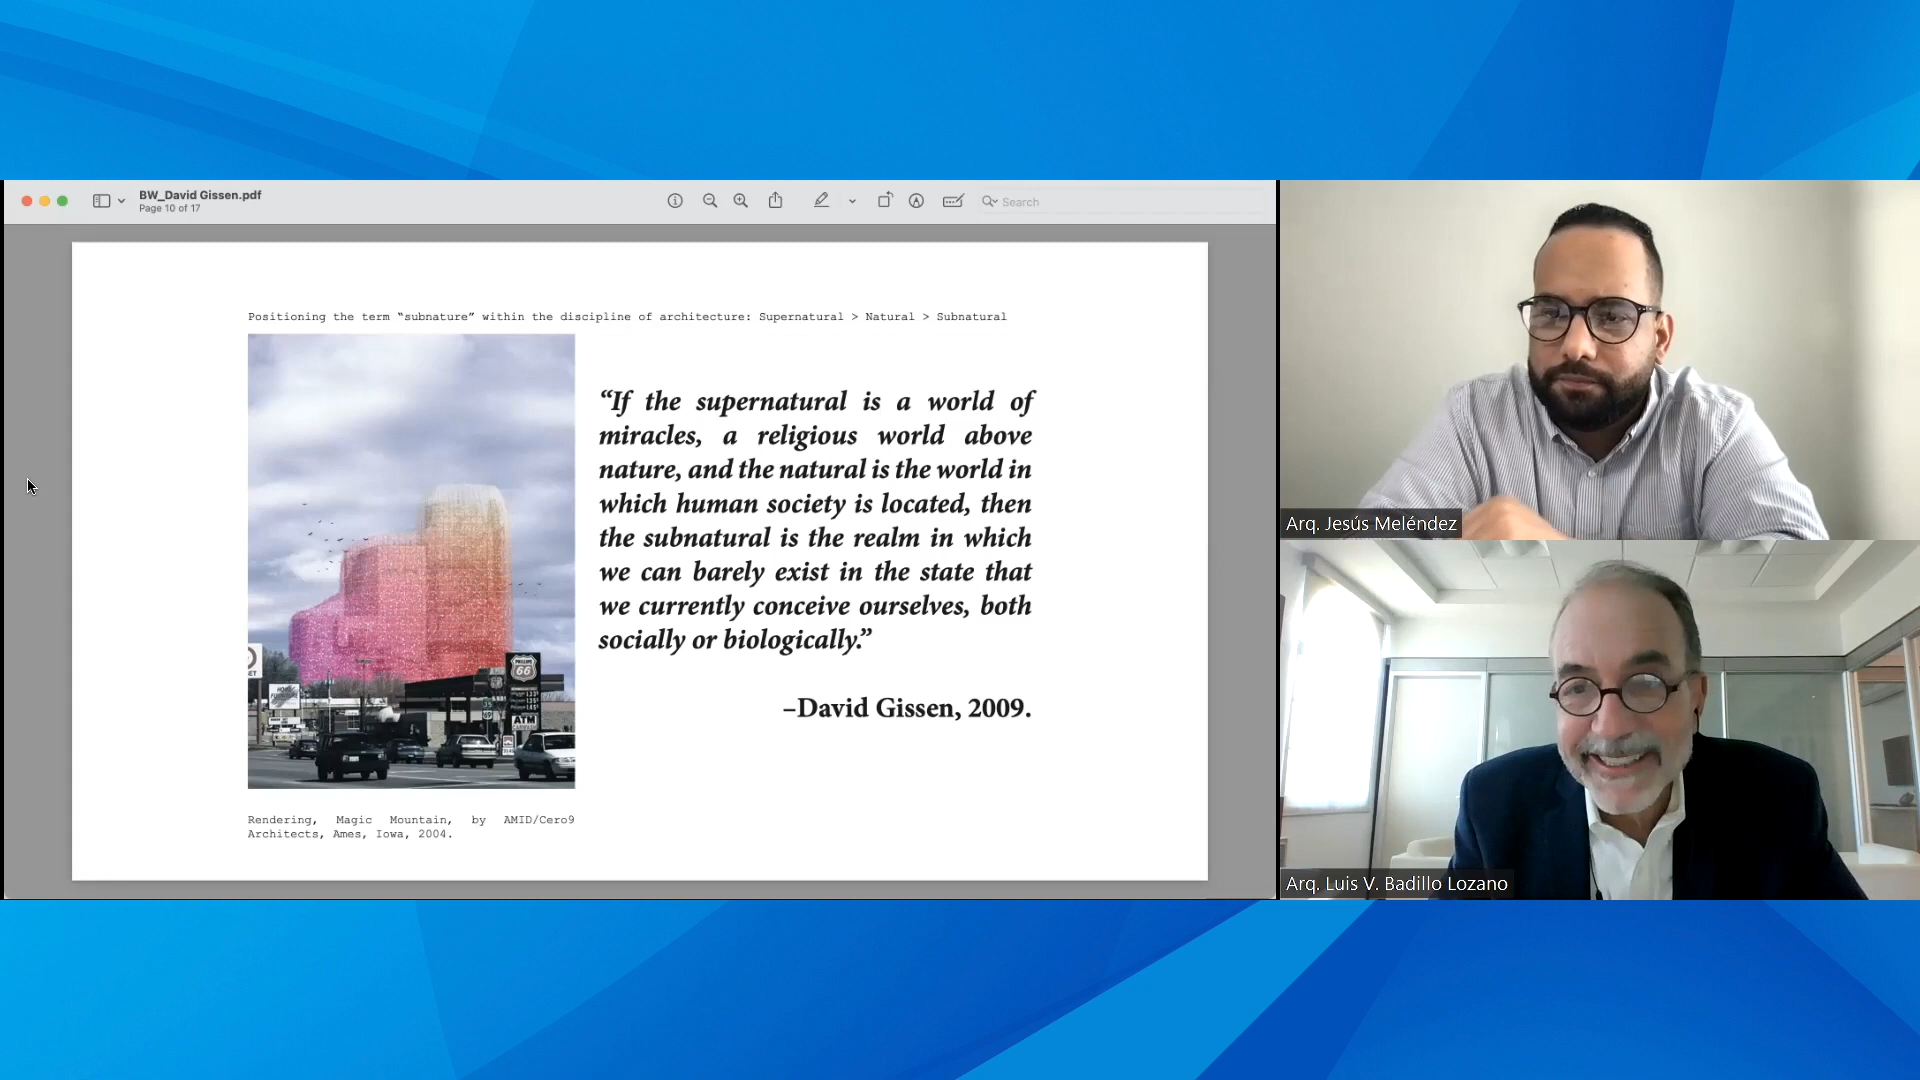 BW_David Gissen.pdf
Page 10 of 17
Search
Positioning the term “subnature” within the discipline of architecture: Supernatural > Natural > Subnatural
“If the supernatural is a world of
miracles, a religious world above
nature, and the natural is the world in
which human society is located, then
the subnatural is the realm in which
we can barely exist in the state that
we currently conceive ourselves, both
socially or biologically.”
–David Gissen, 2009.
PHILLIPS
66
ATM
Rendering, Magic Mountain, by AMID/Cero9
Architects, Ames, Iowa, 2004.
Arq. Jesús Meléndez
Arq. Luis V. Badillo Lozano